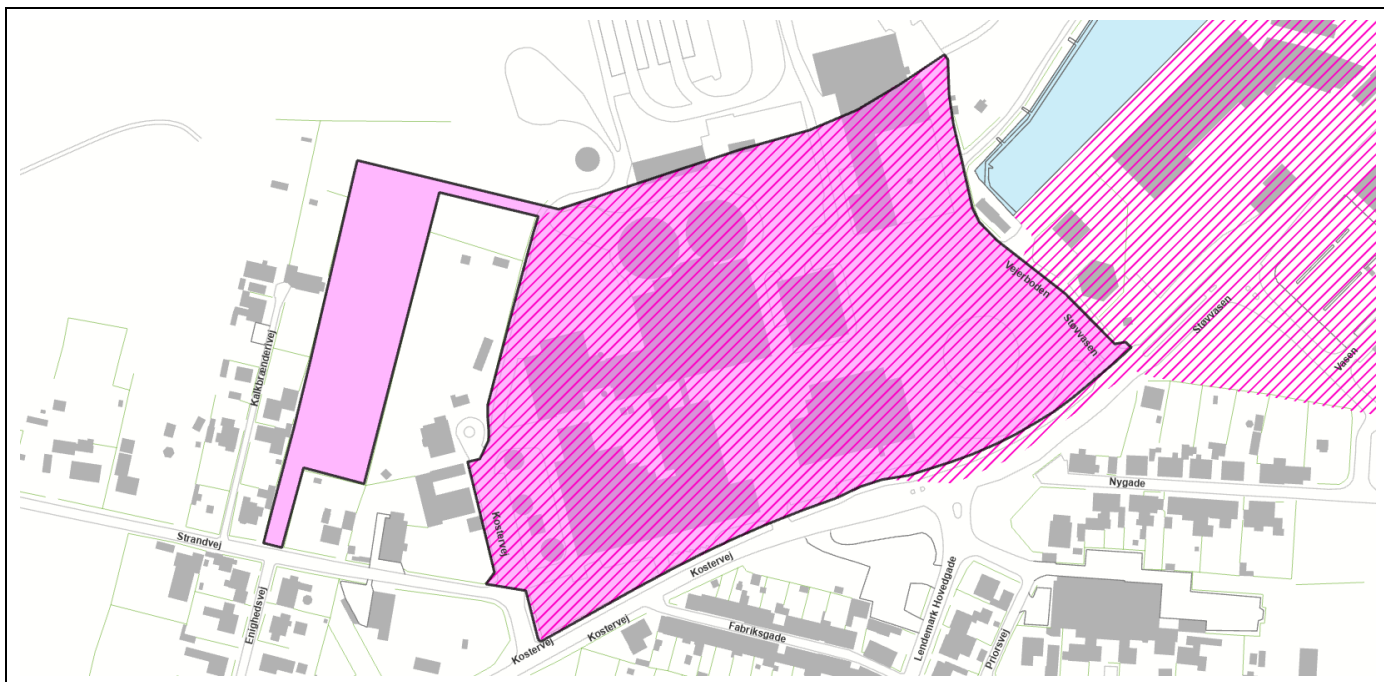 Vejerboden
Støvvasen
Støvvasen
Vasen
Kalkbrænderivej
Nygade
Kostervej
Strandvej
Kostervej
Enighedsvej
Kostervej
Kostervej
Fabriksgade
Lendemark Hovedgade
Priorsvej